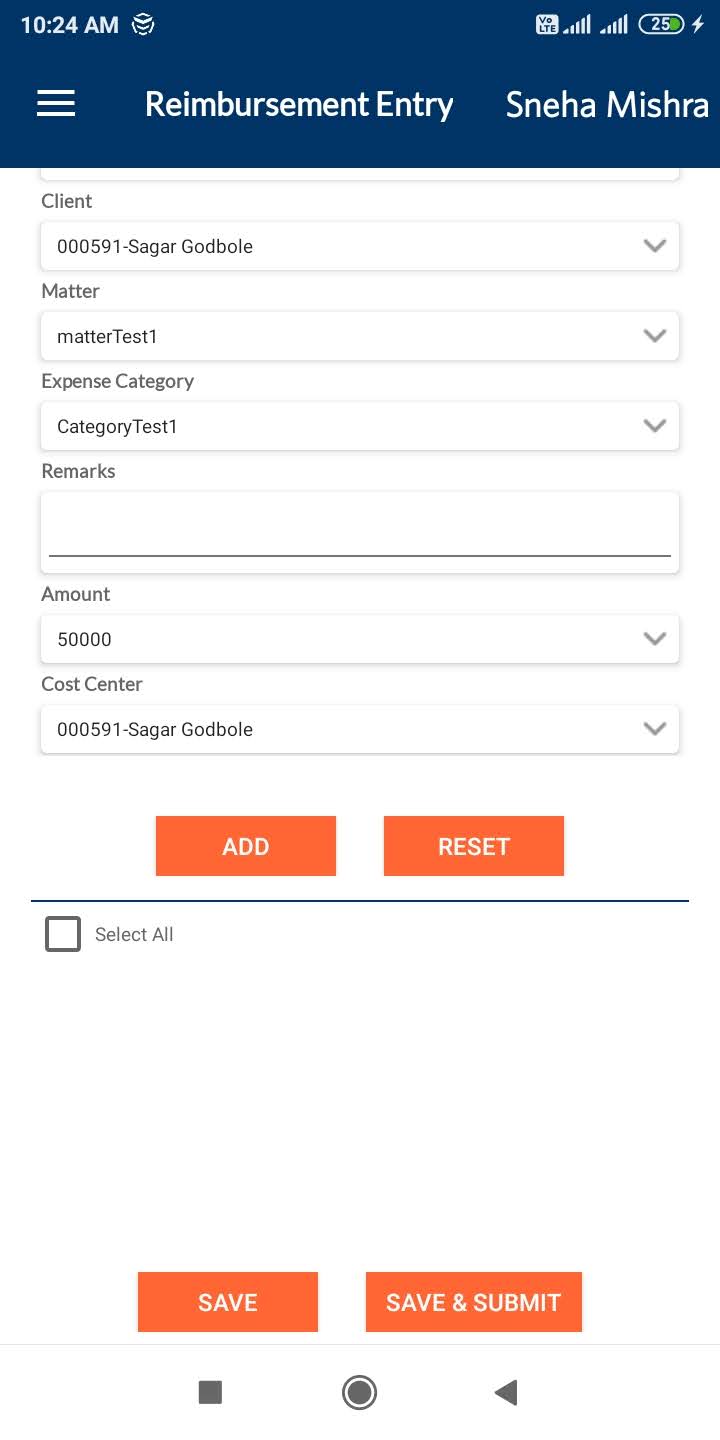 10:24 AM
Vo LTE
25
Reimbursement Entry
Sneha Mishra
Client
000591-Sagar Godbole
Matter
matterTest1
Expense Category
CategoryTest1
Remarks
Amount
50000
Cost Center
000591-Sagar Godbole
ADD
RESET
Select All
SAVE
SAVE & SUBMIT